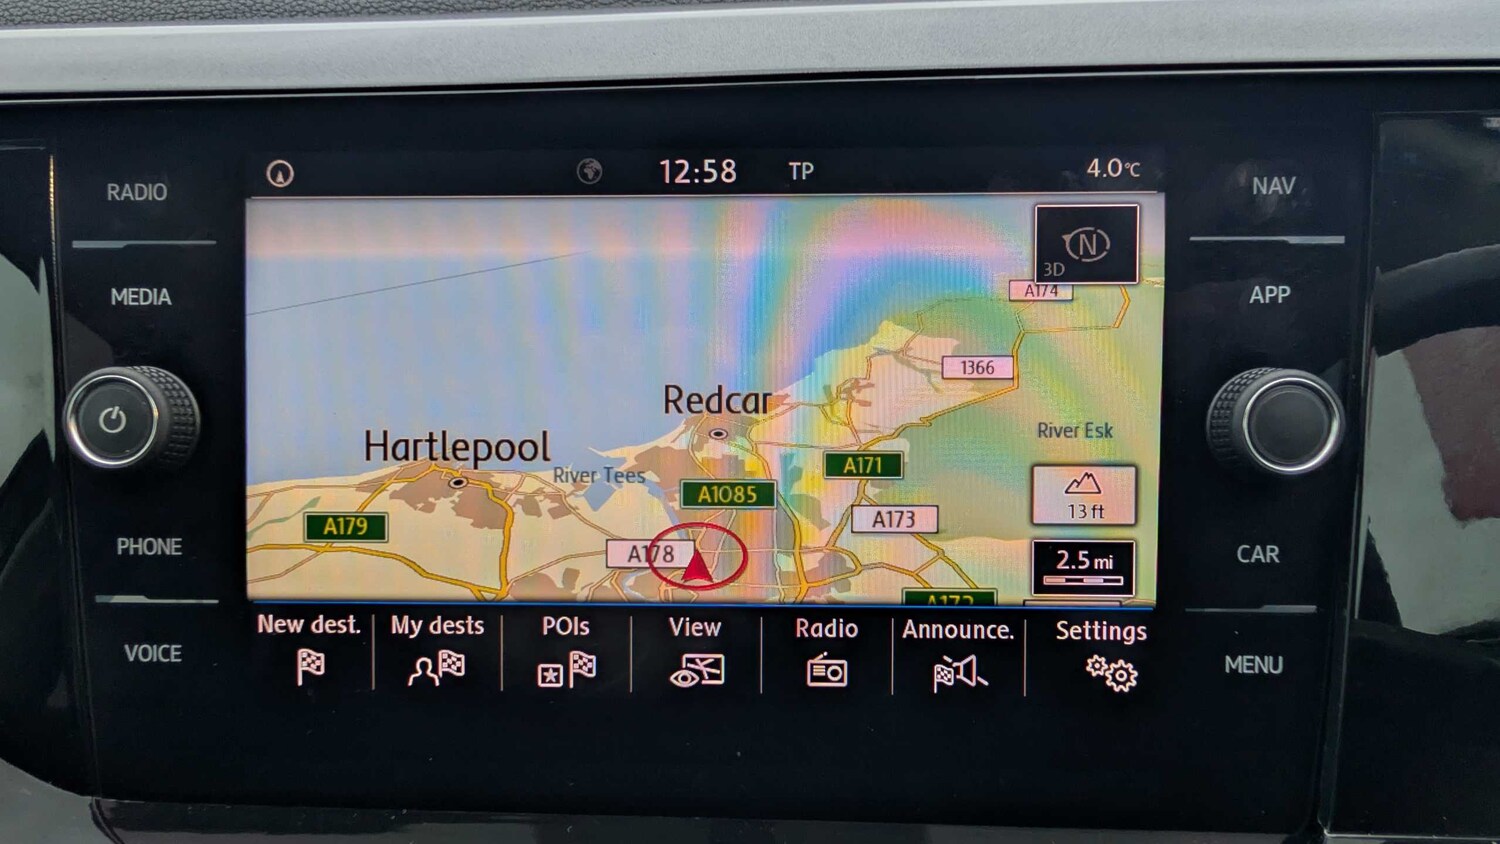 RADIO
MEDIA
PHONE
VOICE
12:58 TP 4.0°C
N
3D
A174
1366
Redcar
River Esk
Hartlepool
River Tees
A171
A1085
A173
13 ft
A179
A178
2.5 mi
A172
New dest. My dests POIs View Radio Announce. Settings
NAV
APP
CAR
MENU